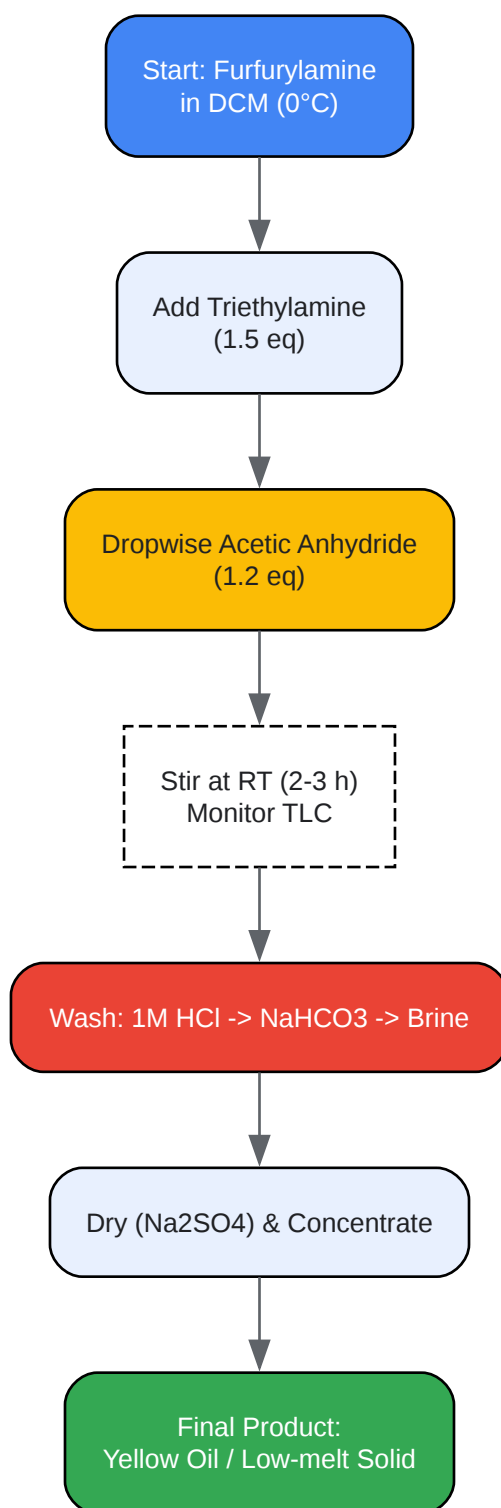 Start: Furfurylamine
in DCM (0°C)
Add Triethylamine
(1.5 eq)
Dropwise Acetic Anhydride
(1.2 eq)
Stir at RT (2-3 h)
Monitor TLC
Wash: 1M HCl -> NaHCO3 -> Brine
Dry (Na2SO4) & Concentrate
Final Product:
Yellow Oil / Low-melt Solid